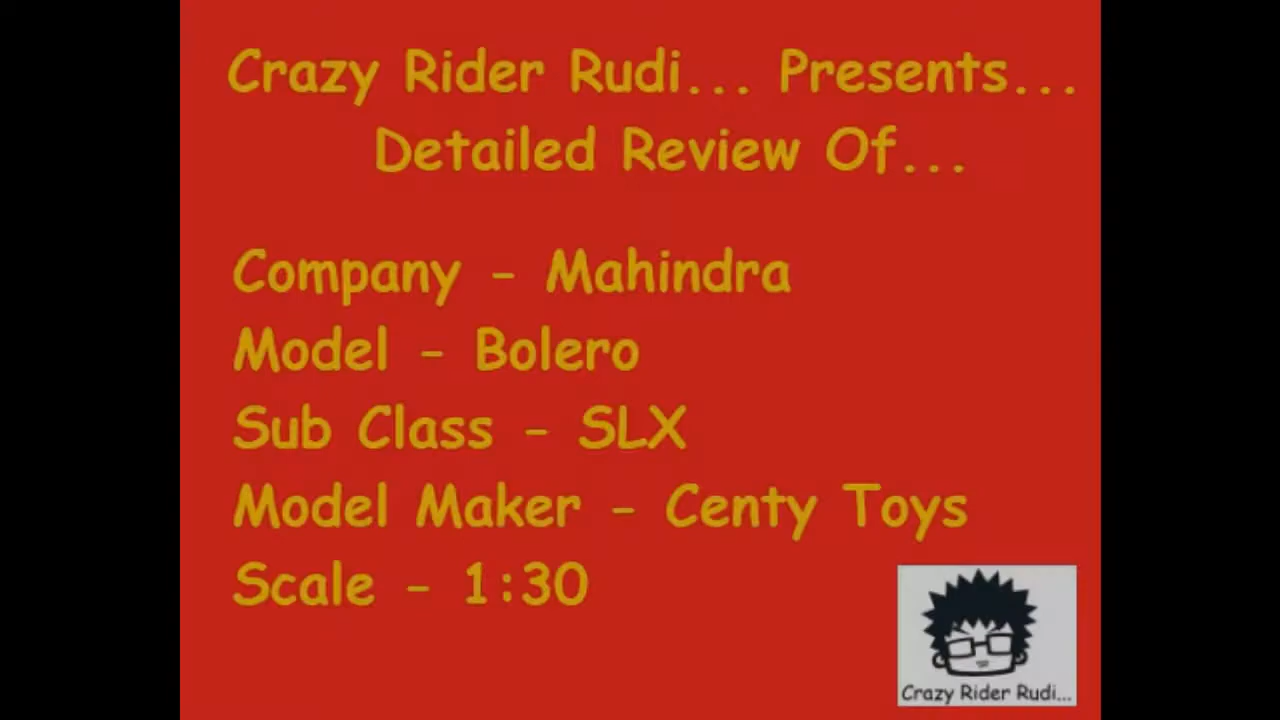 Crazy Rider Rudi... Presents...
Detailed Review Of...
Company - Mahindra
Model - Bolero
Sub Class - SLX
Model Maker - Centy Toys
Scale - 1:30
Crazy Rider Rudi...